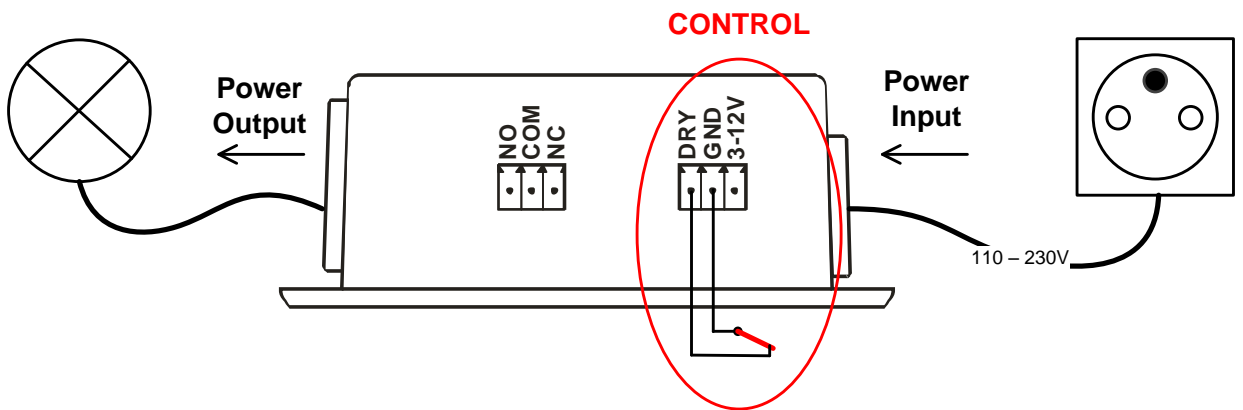 CONTROL
Power
Output
Power
Input
NO
COM
NC
DRY
GND
3-12V
110 – 230V